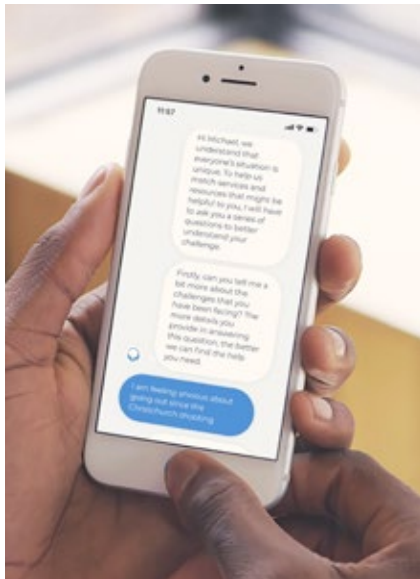 11:57
Hi Michael, we
understand that
everyone's situation is
unique. To help us
match services and
resources that might be
helpful to you, I will have
to ask you a series of
questions to better
understand your
challenge.
Firstly, can you tell me a
bit more about the
challenges that you
have been facing? The
more details you
provide in answering
this question, the better
we can find the help
you need.
I am feeling anxious about
going out since the
Christchurch shooting